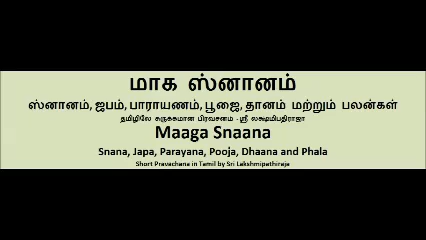 மாக ஸ்னானம்
ஸ்னானம், ஜபம், பாராயணம், பூஜை, தானம் மற்றும் பலன்கள்
தமிழிலே சுருக்கமான பிரவசனம் - ஸ்ரீ லக்ஷ்மிபதிராஜா
Maaga Snaana
Snana, Japa, Parayana, Pooja, Dhaana and Phala
Short Pravachana in Tamil by Sri Lakshmipathiraja